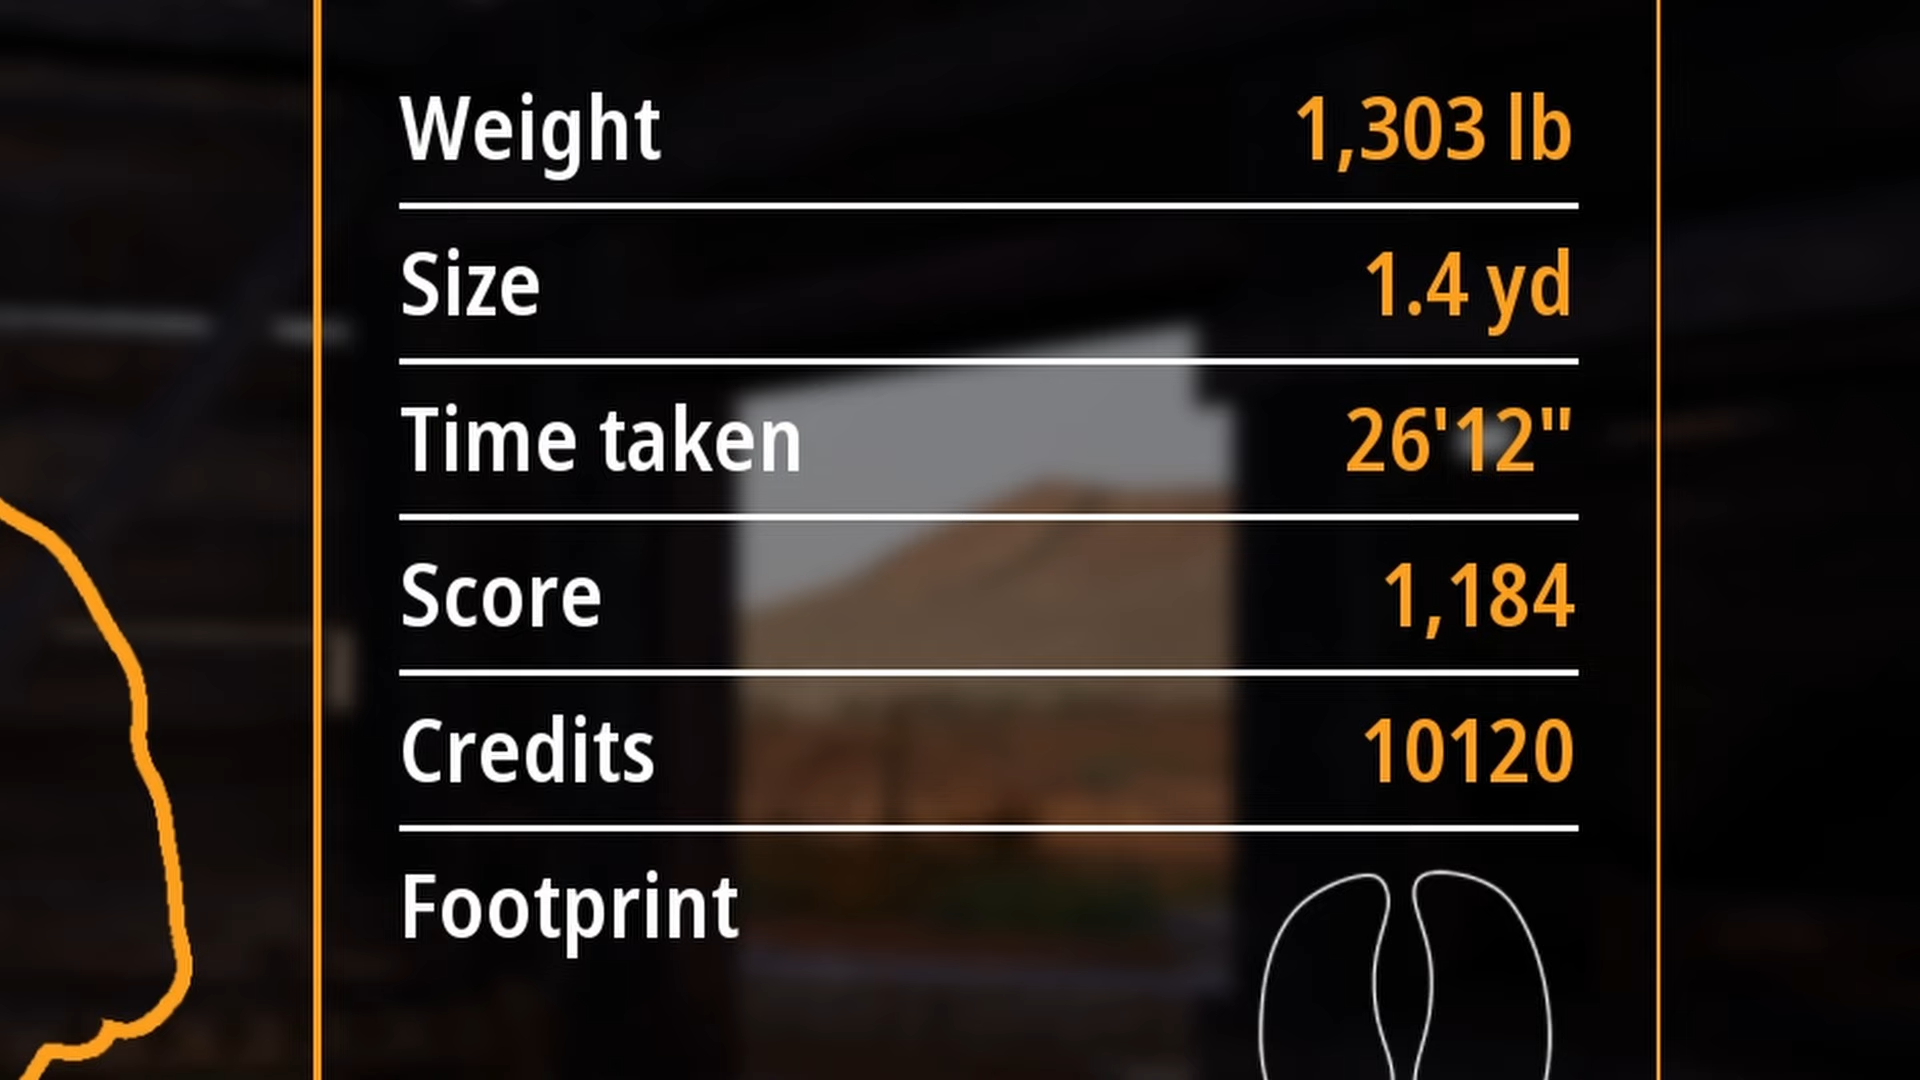 Weight 1,303 lb
Size 1.4 yd
Time taken 26'12"
Score 1,184
Credits 10120
Footprint